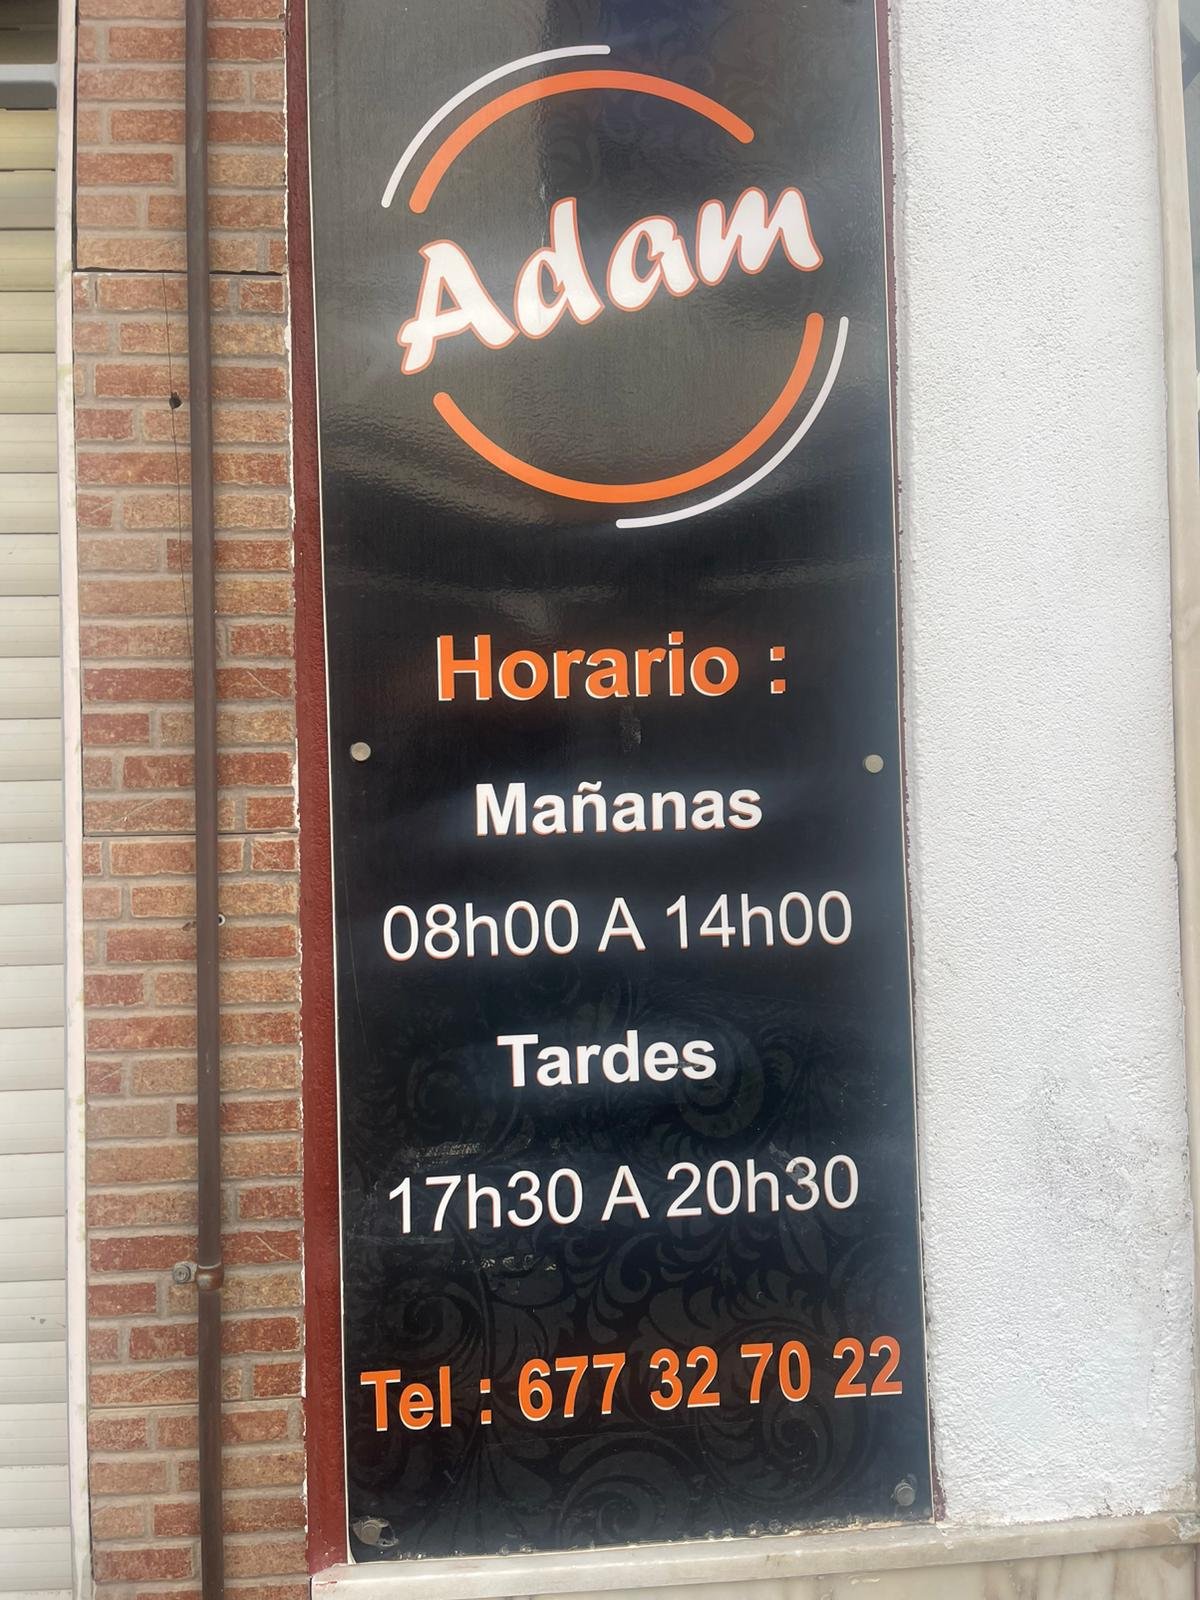 Adam
Horario :
Mañanas
08h00 A 14h00
Tardes
17h30 A 20h30
Tel : 677 32 70 22